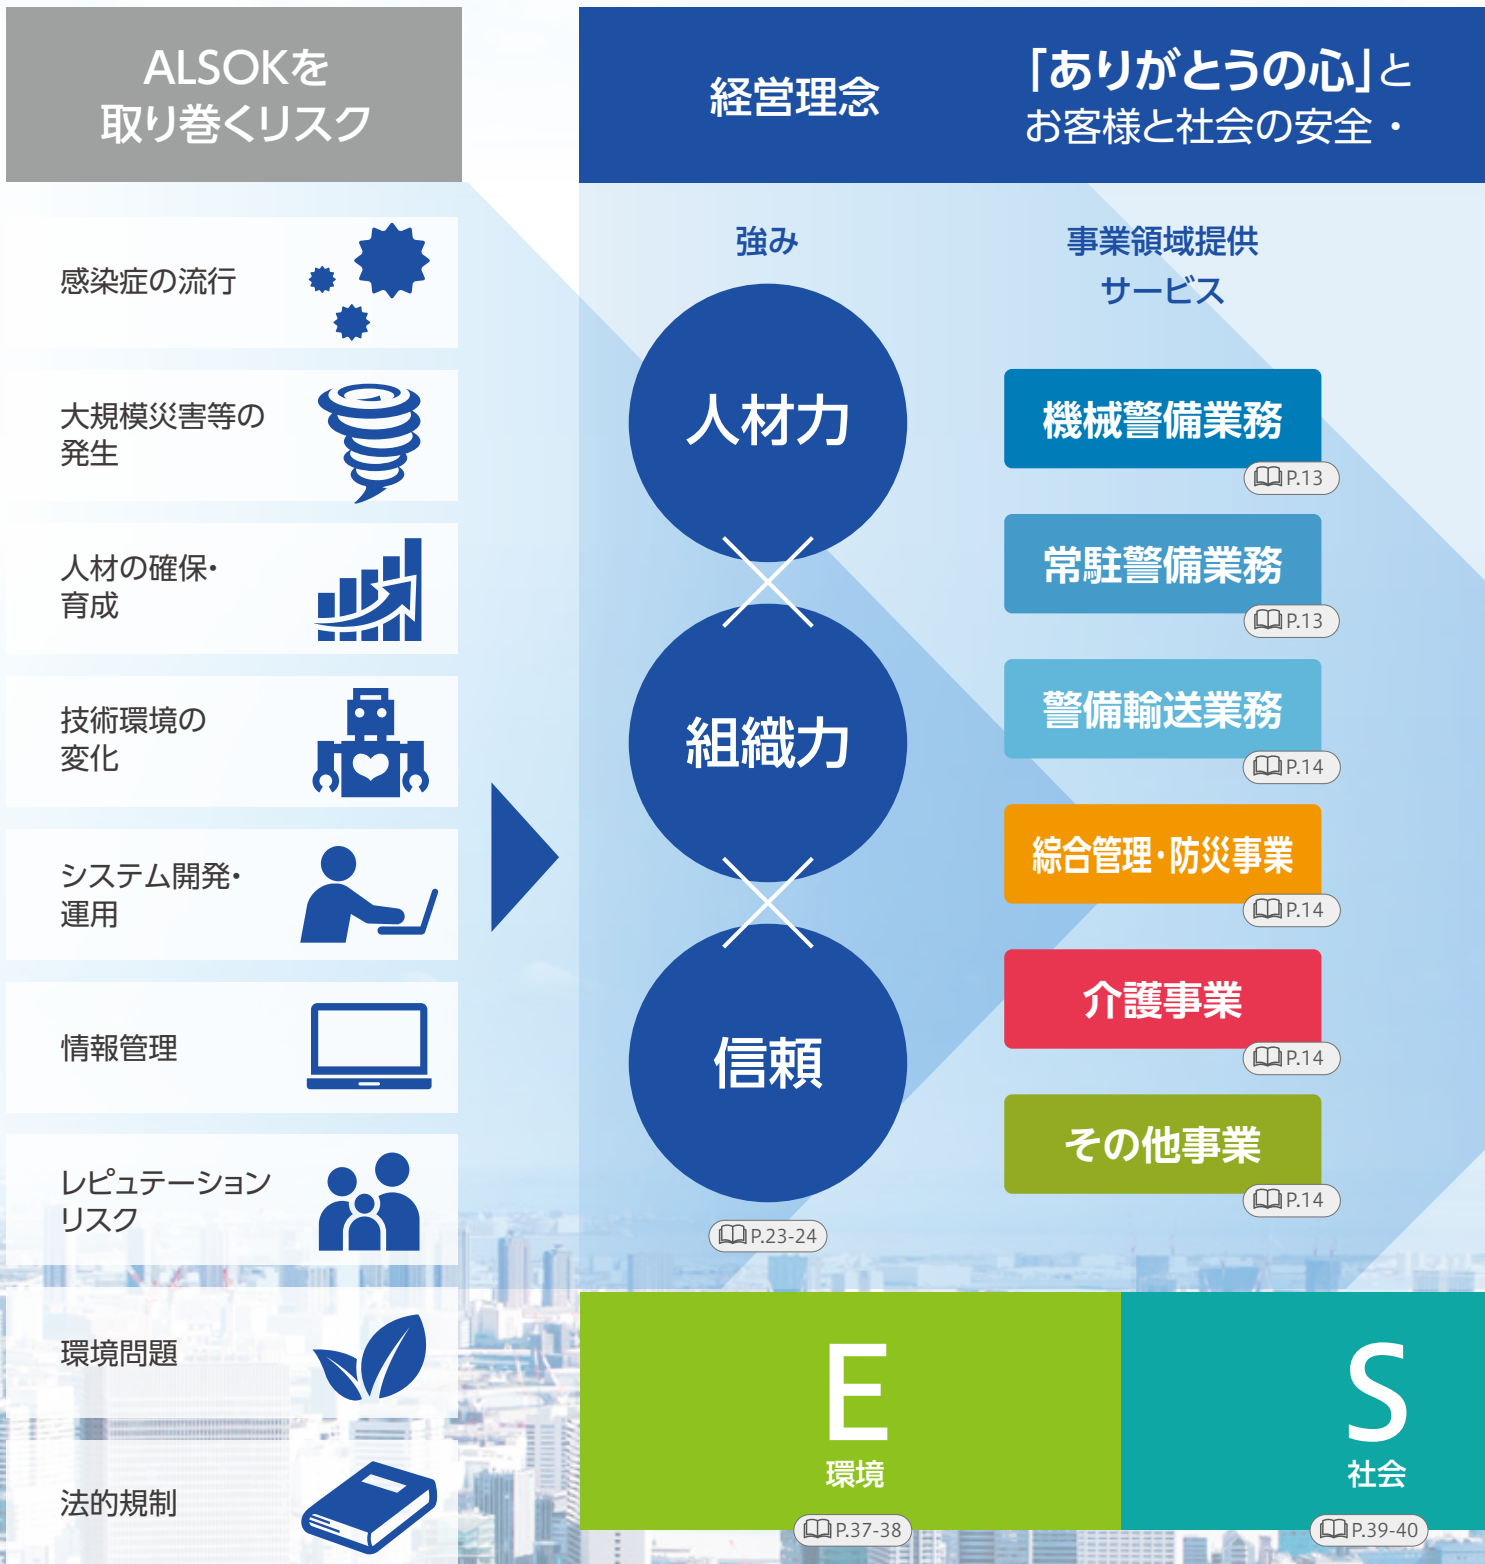 ALSOKを
取り巻くリスク
感染症の流行
大規模災害等の
発生
人材の確保・
育成
技術環境の
変化
システム開発・
運用
情報管理
レピュテーション
リスク
環境問題
法的規制
経営理念
「ありがとうの心」と
お客様と社会の安全・
強み
人材力
組織力
信頼
P.23-24
事業領域提供
サービス
機械警備業務
P.13
常駐警備業務
P.13
警備輸送業務
P.14
綜合管理・防災事業
P.14
介護事業
P.14
その他事業
P.14
E
環境
P.37-38
S
社会
P.39-40